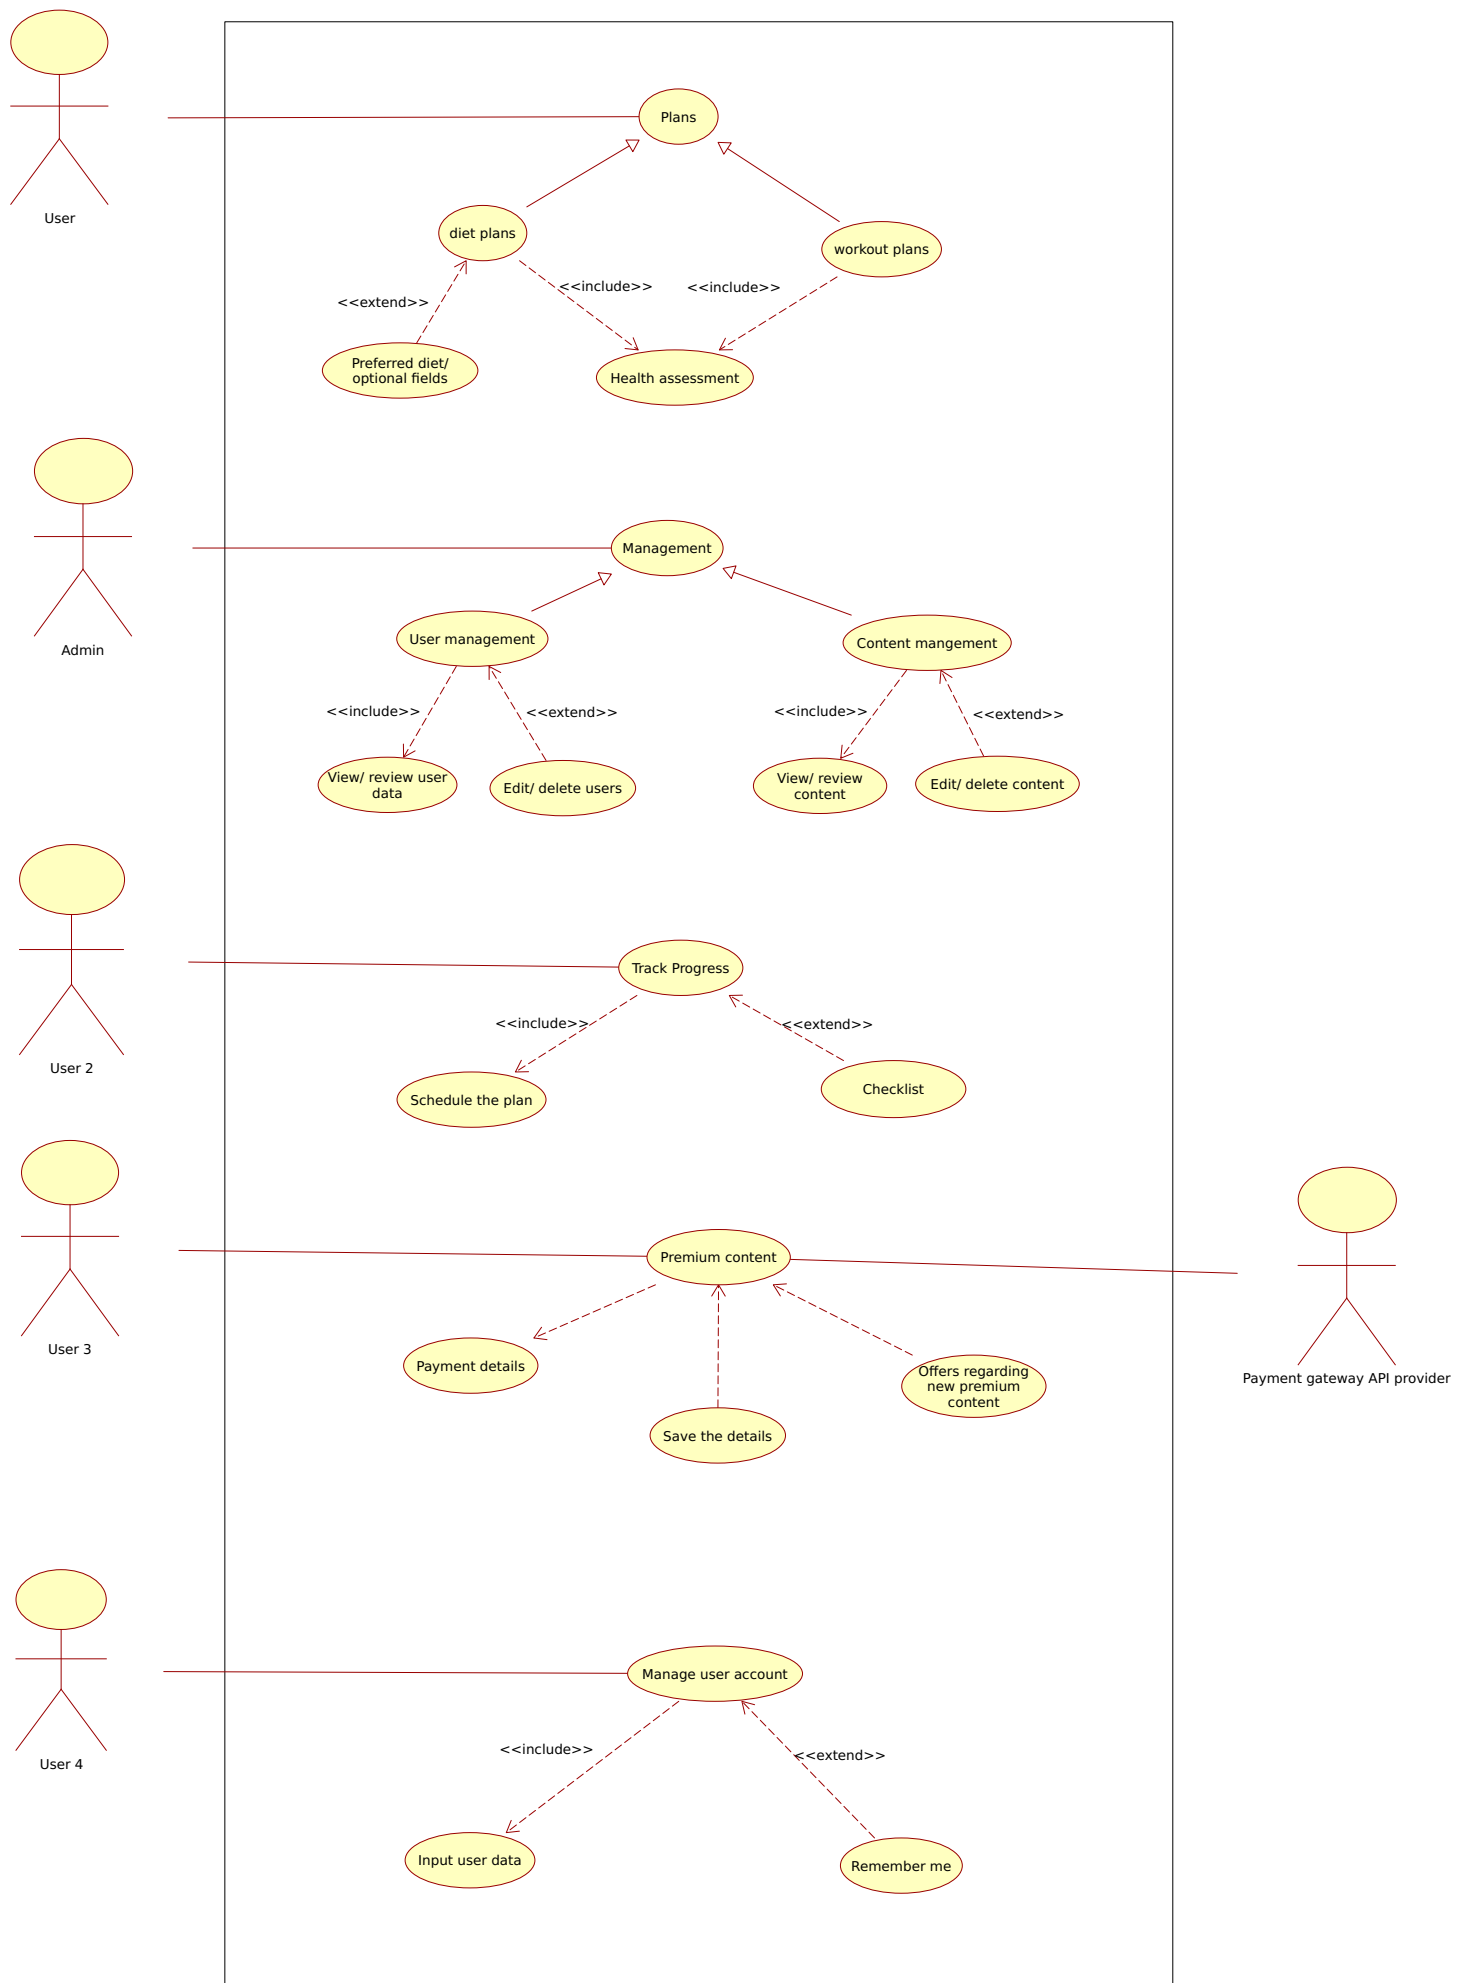 Plans
User
diet plans
workout plans
<<include>>
<<include>>
<<extend>>
Preferred diet/
optional fields
Health assessment
Management
Admin
User management
Content mangement
<<include>>
<<extend>>
<<include>>
<<extend>>
View/ review user
data
Edit/ delete users
View/ review
content
Edit/ delete content
Track Progress
<<include>>
<<extend>>
User 2
Schedule the plan
Checklist
Premium content
User 3
Payment details
Offers regarding
new premium
content
Payment gateway API provider
Save the details
Manage user account
<<include>>
<<extend>>
User 4
Input user data
Remember me